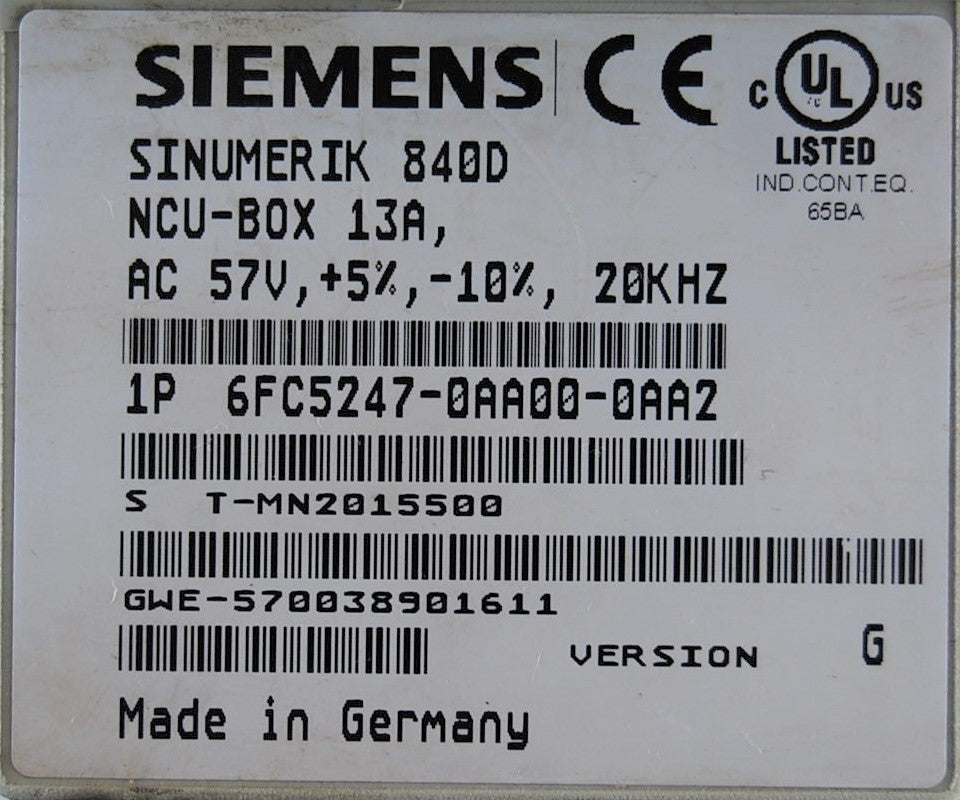 SIEMENS CE C UL US
LISTED
IND.CONT.EQ.
65BA
SINUMERIK 840D
NCU-BOX 13A,
AC 57V,+5%,-10%, 20KHZ
1P 6FC5247-0AA00-0AA2
S T-MN2015500
GWE-570038901611
VERSION G
Made in Germany